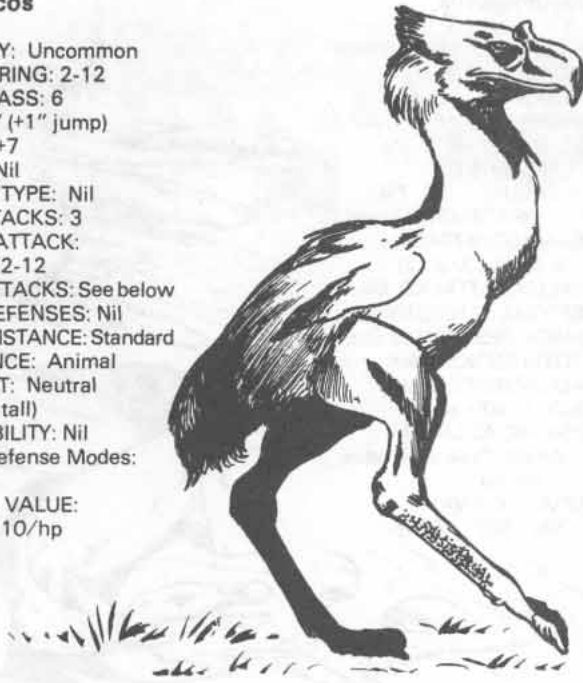 cos
Y: Uncommon
RING: 2-12
ASS: 6
(+1" jump)
+7
Nil
TYPE: Nil
TACKS: 3
ATTACK:
2-12
TTACKS: See below
EFENSES: Nil
ISTANCE: Standard
NCE: Animal
T: Neutral
tall)
BILITY: Nil
efense Modes:
VALUE:
10/hp